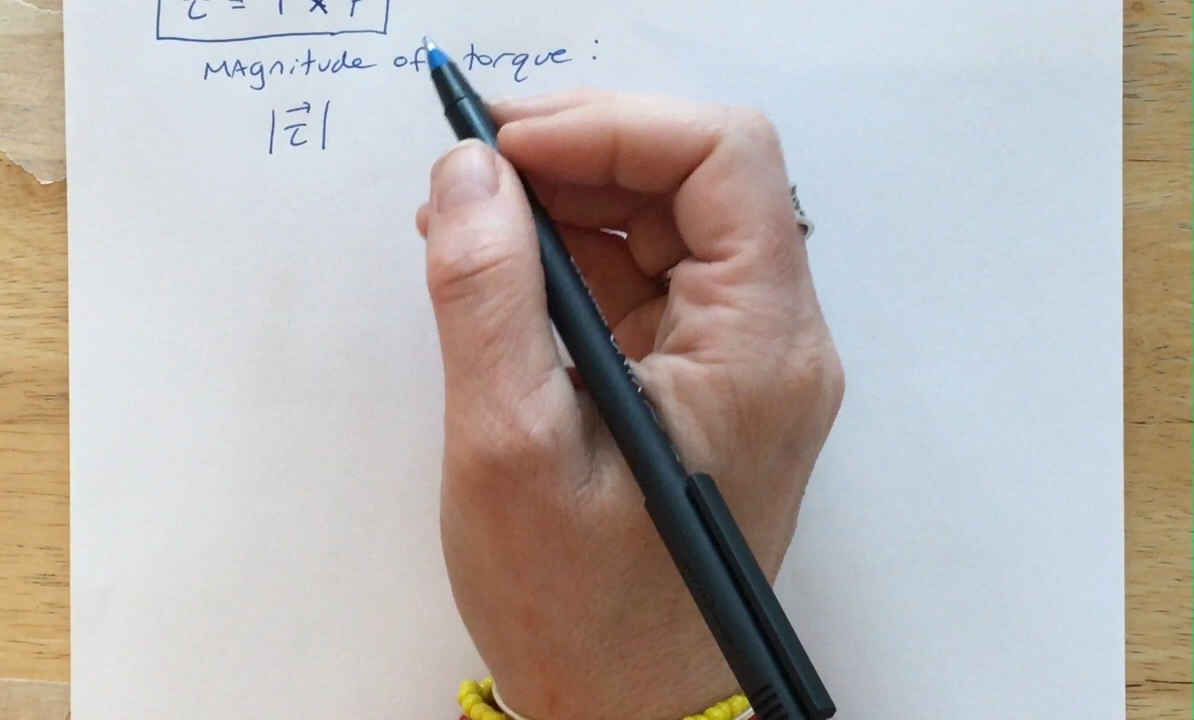 Magnitude of torque :
|τ⃗|